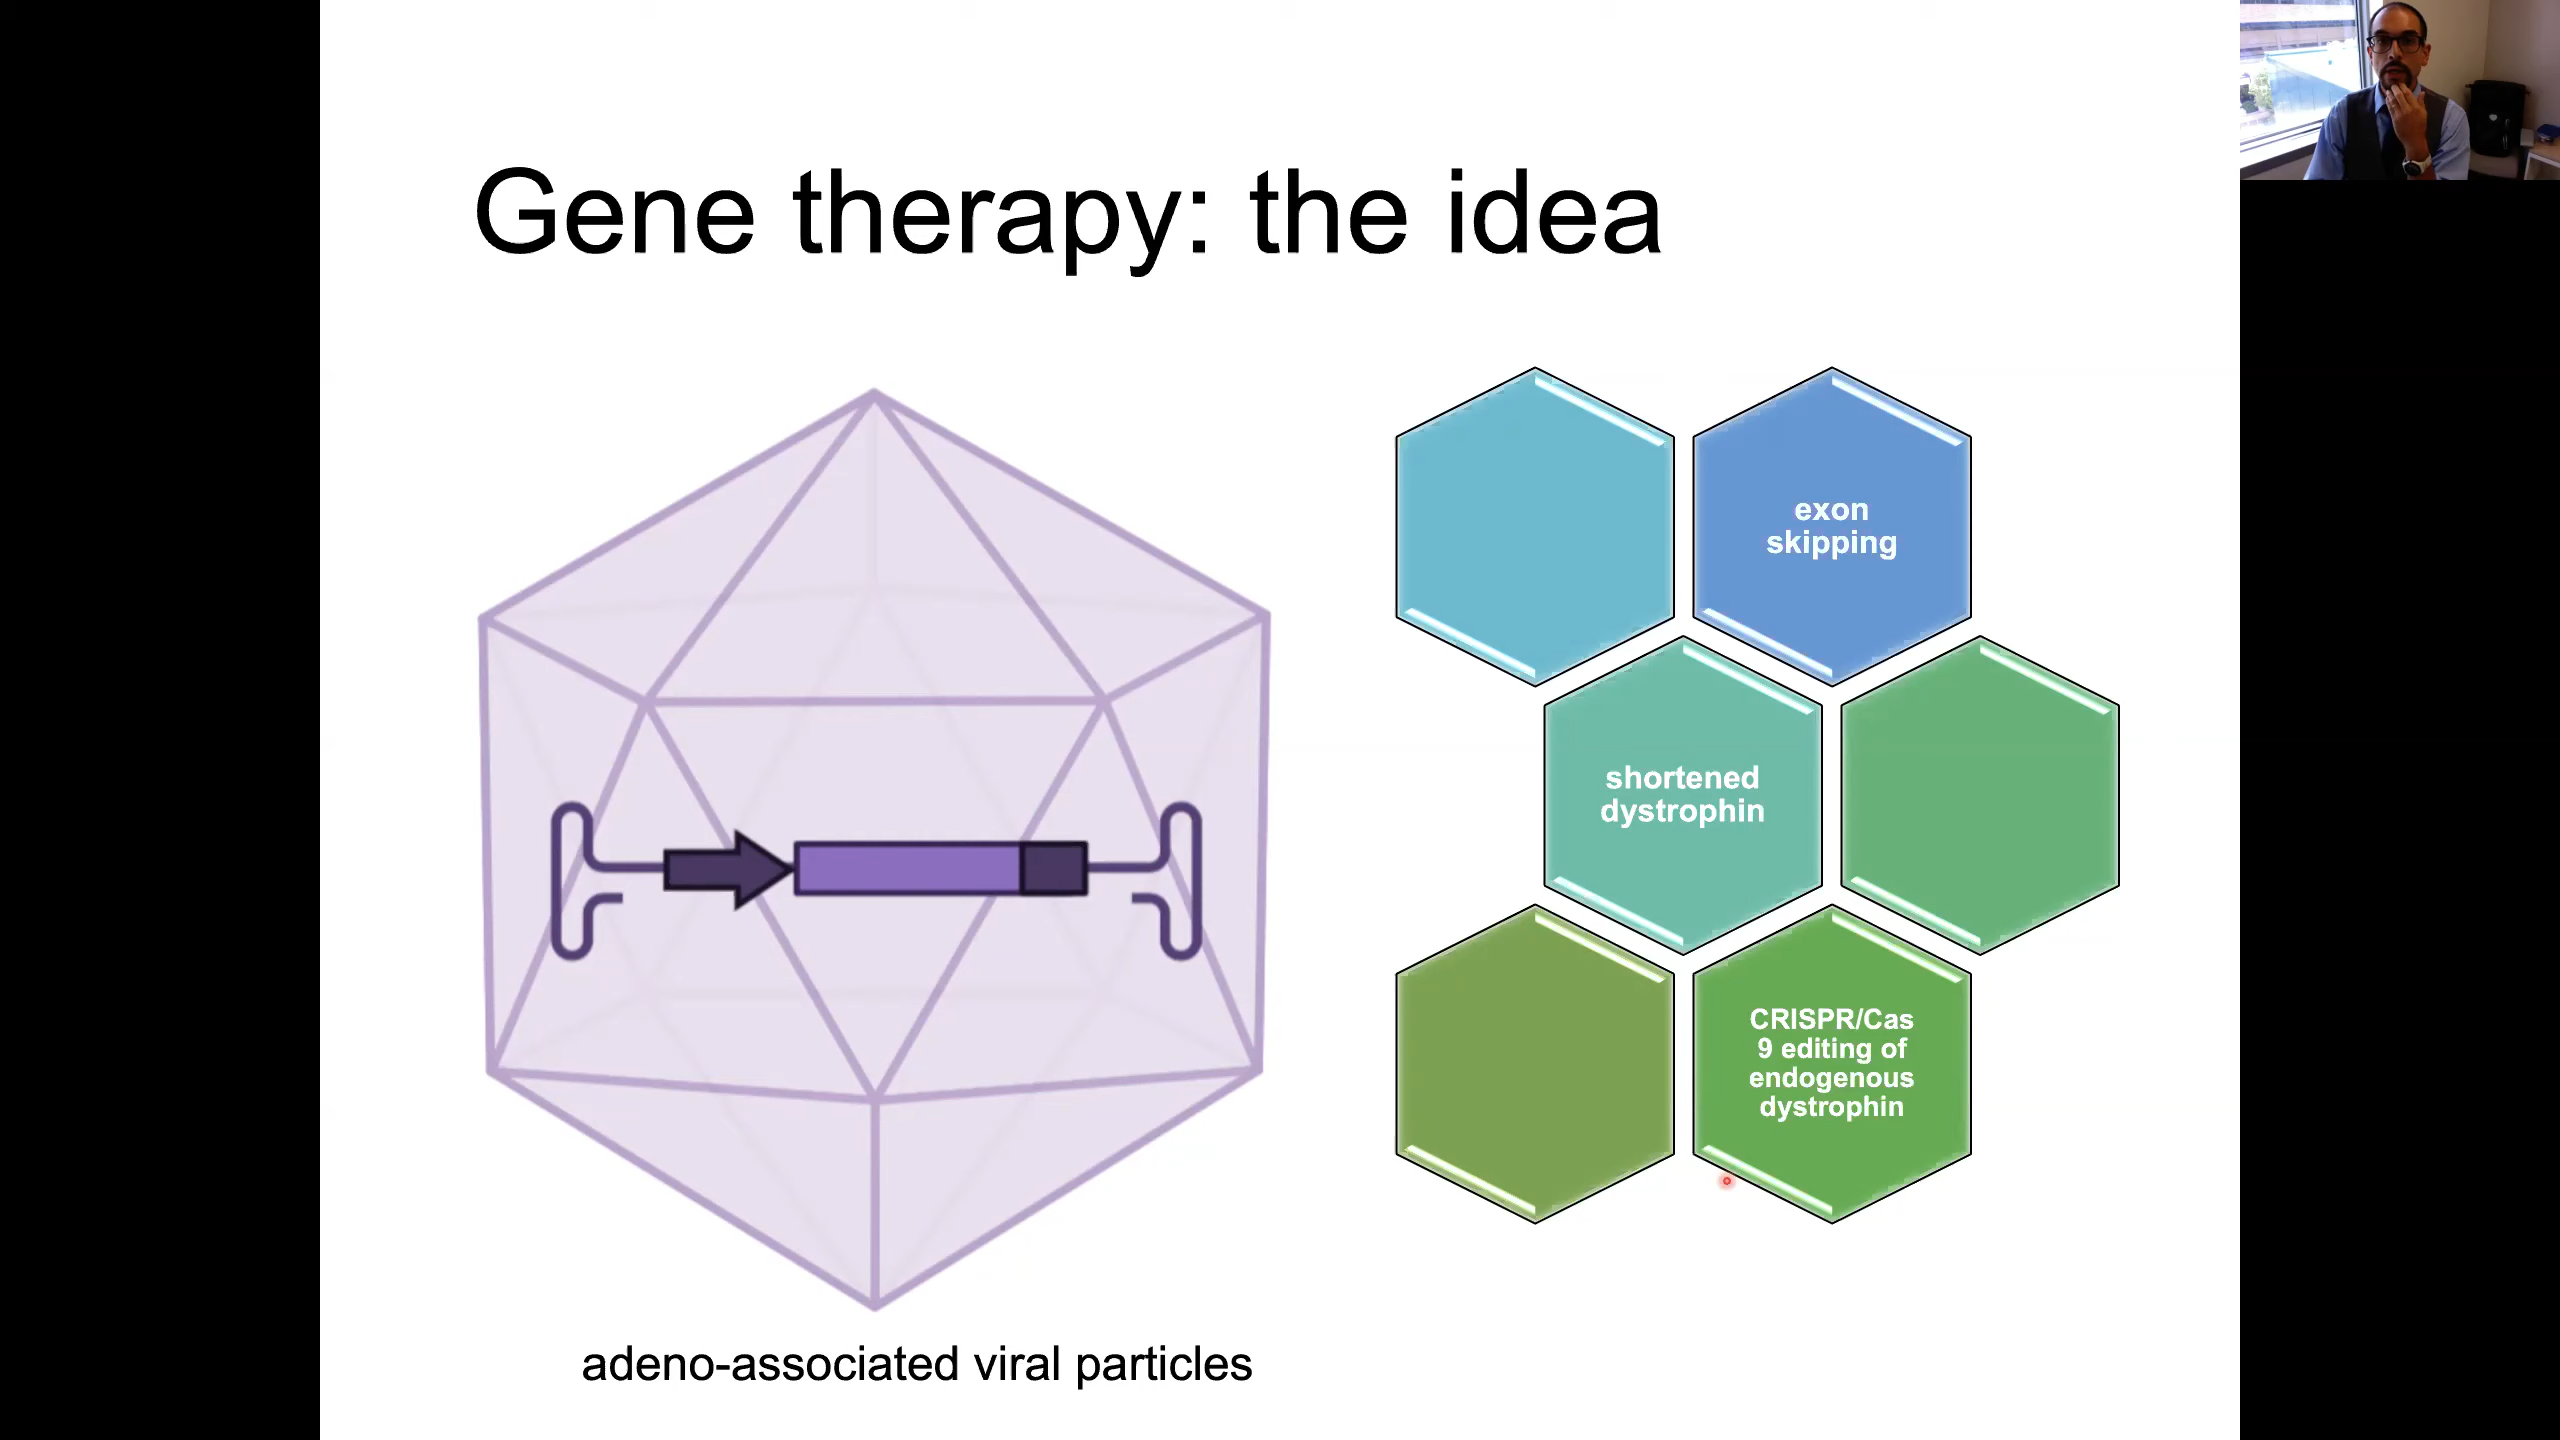 Gene therapy: the idea
exon
skipping
shortened
dystrophin
CRISPR/Cas
9 editing of
endogenous
dystrophin
adeno-associated viral particles